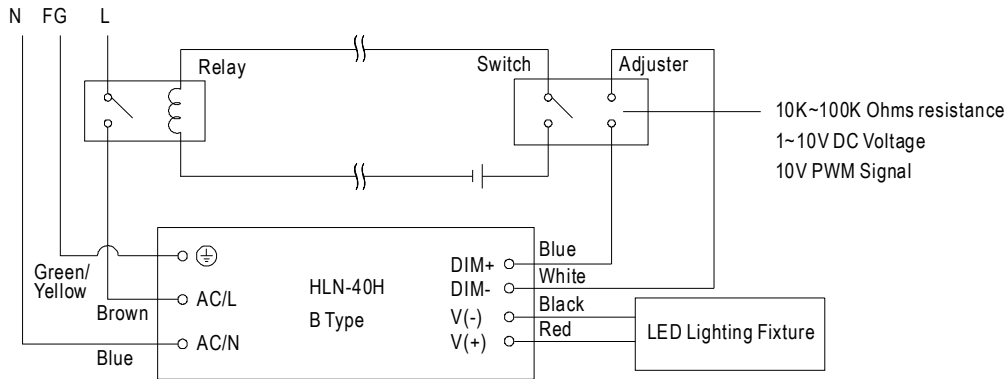 N FG L
Relay
Switch
Adjuster
10K~100K Ohms resistance
1~10V DC Voltage
10V PWM Signal
Green/
Yellow
Brown
Blue
AC/L
AC/N
HLN-40H
B Type
DIM+
DIM-
V(-)
V(+)
Blue
White
Black
Red
LED Lighting Fixture